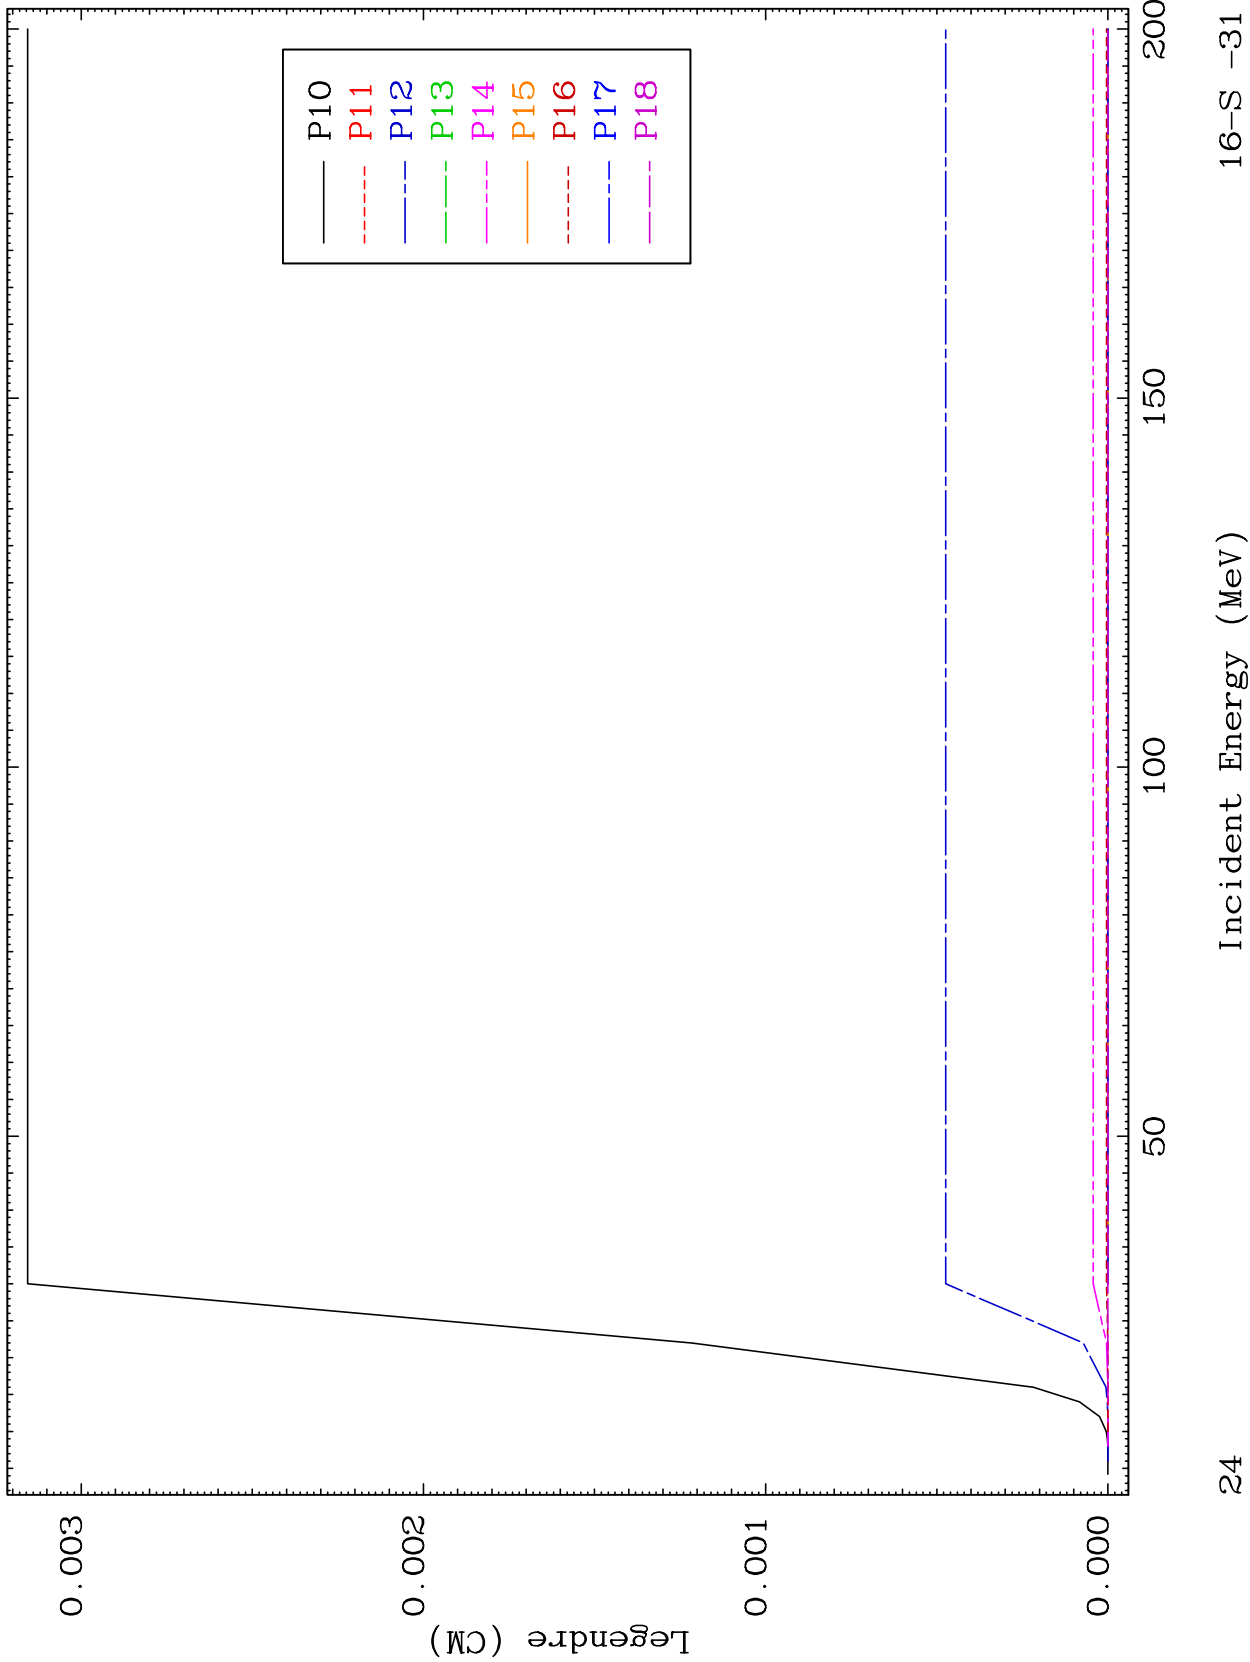 Legendre (CM)
0.003
0.002
0.001
0.000
P10
P11
P12
P13
P14
P15
P16
P17
P18
50
100
150
200
24
Incident Energy (MeV)
16-S -31